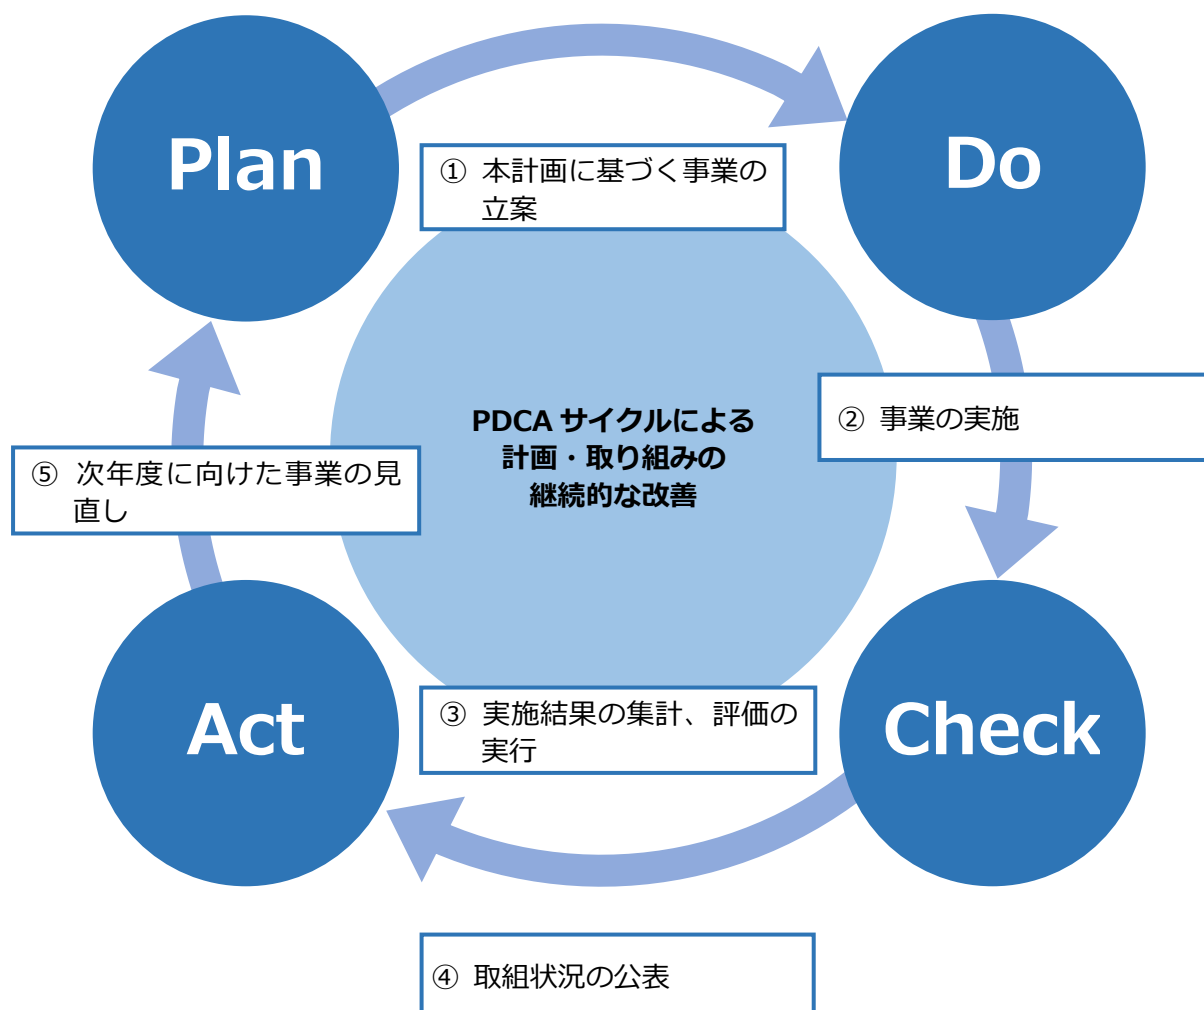 Plan
Do
① 本計画に基づく事業の
立案
② 事業の実施
PDCA サイクルによる
計画・取り組みの
継続的な改善
⑤ 次年度に向けた事業の見
直し
Act
Check
③ 実施結果の集計、評価の
実行
④ 取組状況の公表